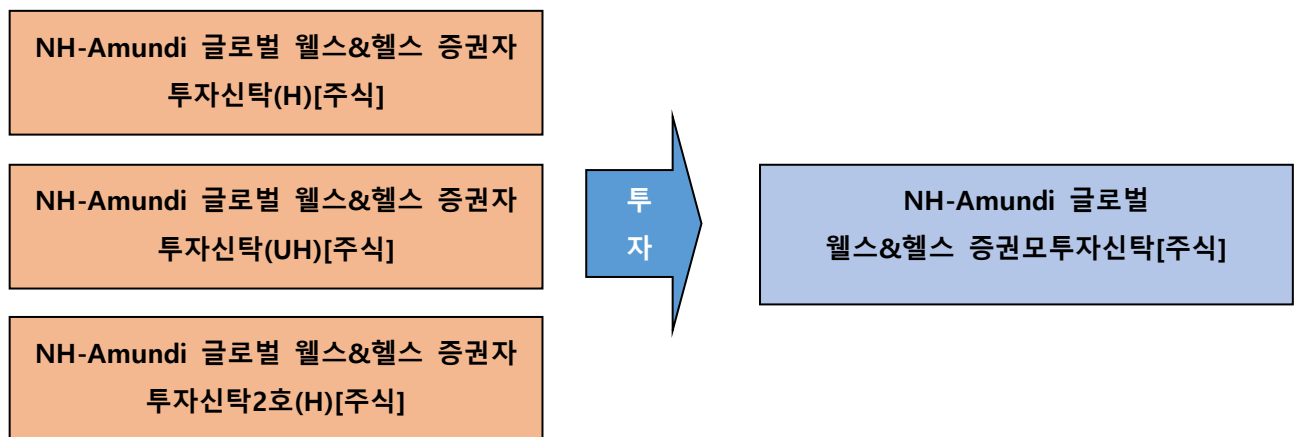 NH-Amundi 글로벌 웰스&헬스 증권자
투자신탁(H)[주식]
NH-Amundi 글로벌 웰스&헬스 증권자
투자신탁(UH)[주식]
NH-Amundi 글로벌 웰스&헬스 증권자
투자신탁2호(H)[주식]
투
자
NH-Amundi 글로벌
웰스&헬스 증권모투자신탁[주식]